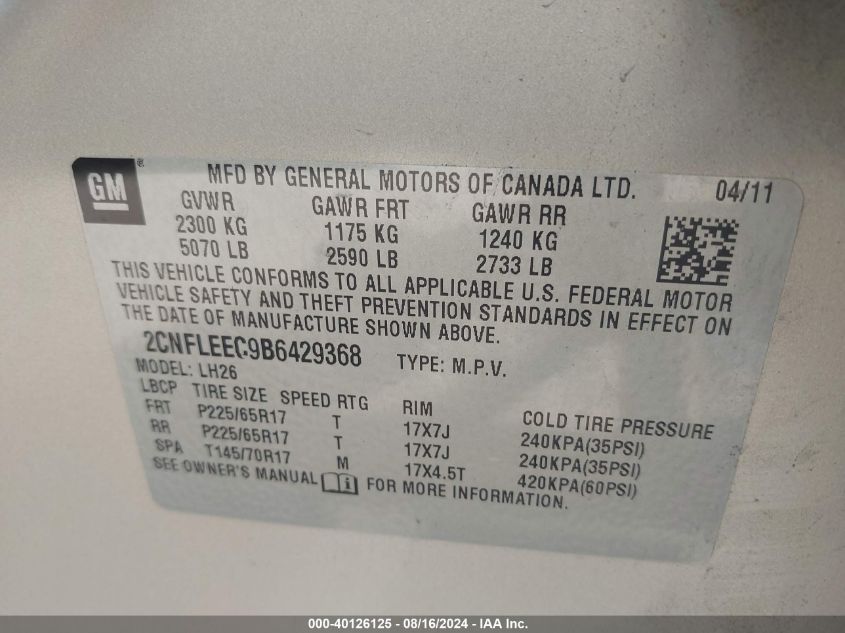 GM ®
MFD BY GENERAL MOTORS OF CANADA LTD. 04/11
GVWR GAWR FRT GAWR RR
2300 KG 1175 KG 1240 KG
5070 LB 2590 LB 2733 LB
THIS VEHICLE CONFORMS TO ALL APPLICABLE U.S. FEDERAL MOTOR
VEHICLE SAFETY AND THEFT PREVENTION STANDARDS IN EFFECT ON
THE DATE OF MANUFACTURE SHOWN ABOVE.
2CNFLEEC9B6429368 TYPE: M.P.V.
MODEL: LH26
LBCP TIRE SIZE SPEED RTG RIM COLD TIRE PRESSURE
FRT P225/65R17 T 17X7J 240KPA(35PSI)
RR P225/65R17 T 17X7J 240KPA(35PSI)
SPA T145/70R17 M 17X4.5T 420KPA(60PSI)
SEE OWNER'S MANUAL FOR MORE INFORMATION.
000-40126125 - 08/16/2024 - IAA Inc.